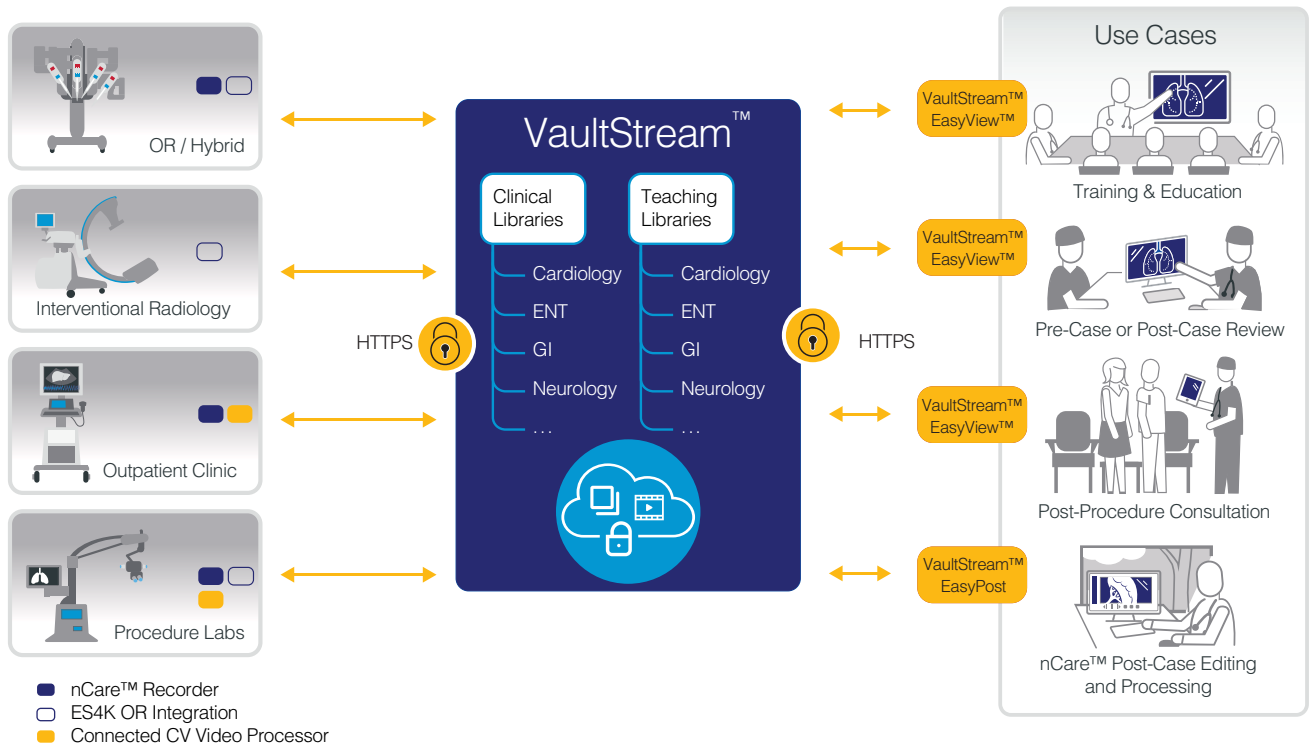 OR / Hybrid
Interventional Radiology
Outpatient Clinic
Procedure Labs
nCare™ Recorder
ES4K OR Integration
Connected CV Video Processor
HTTPS
VaultStream™
Clinical
Libraries
Cardiology
ENT
GI
Neurology
...
Teaching
Libraries
Cardiology
ENT
GI
Neurology
...
HTTPS
Use Cases
VaultStream™
EasyView™
Training & Education
VaultStream™
EasyView™
Pre-Case or Post-Case Review
VaultStream™
EasyView™
Post-Procedure Consultation
VaultStream™
EasyPost
nCare™ Post-Case Editing
and Processing